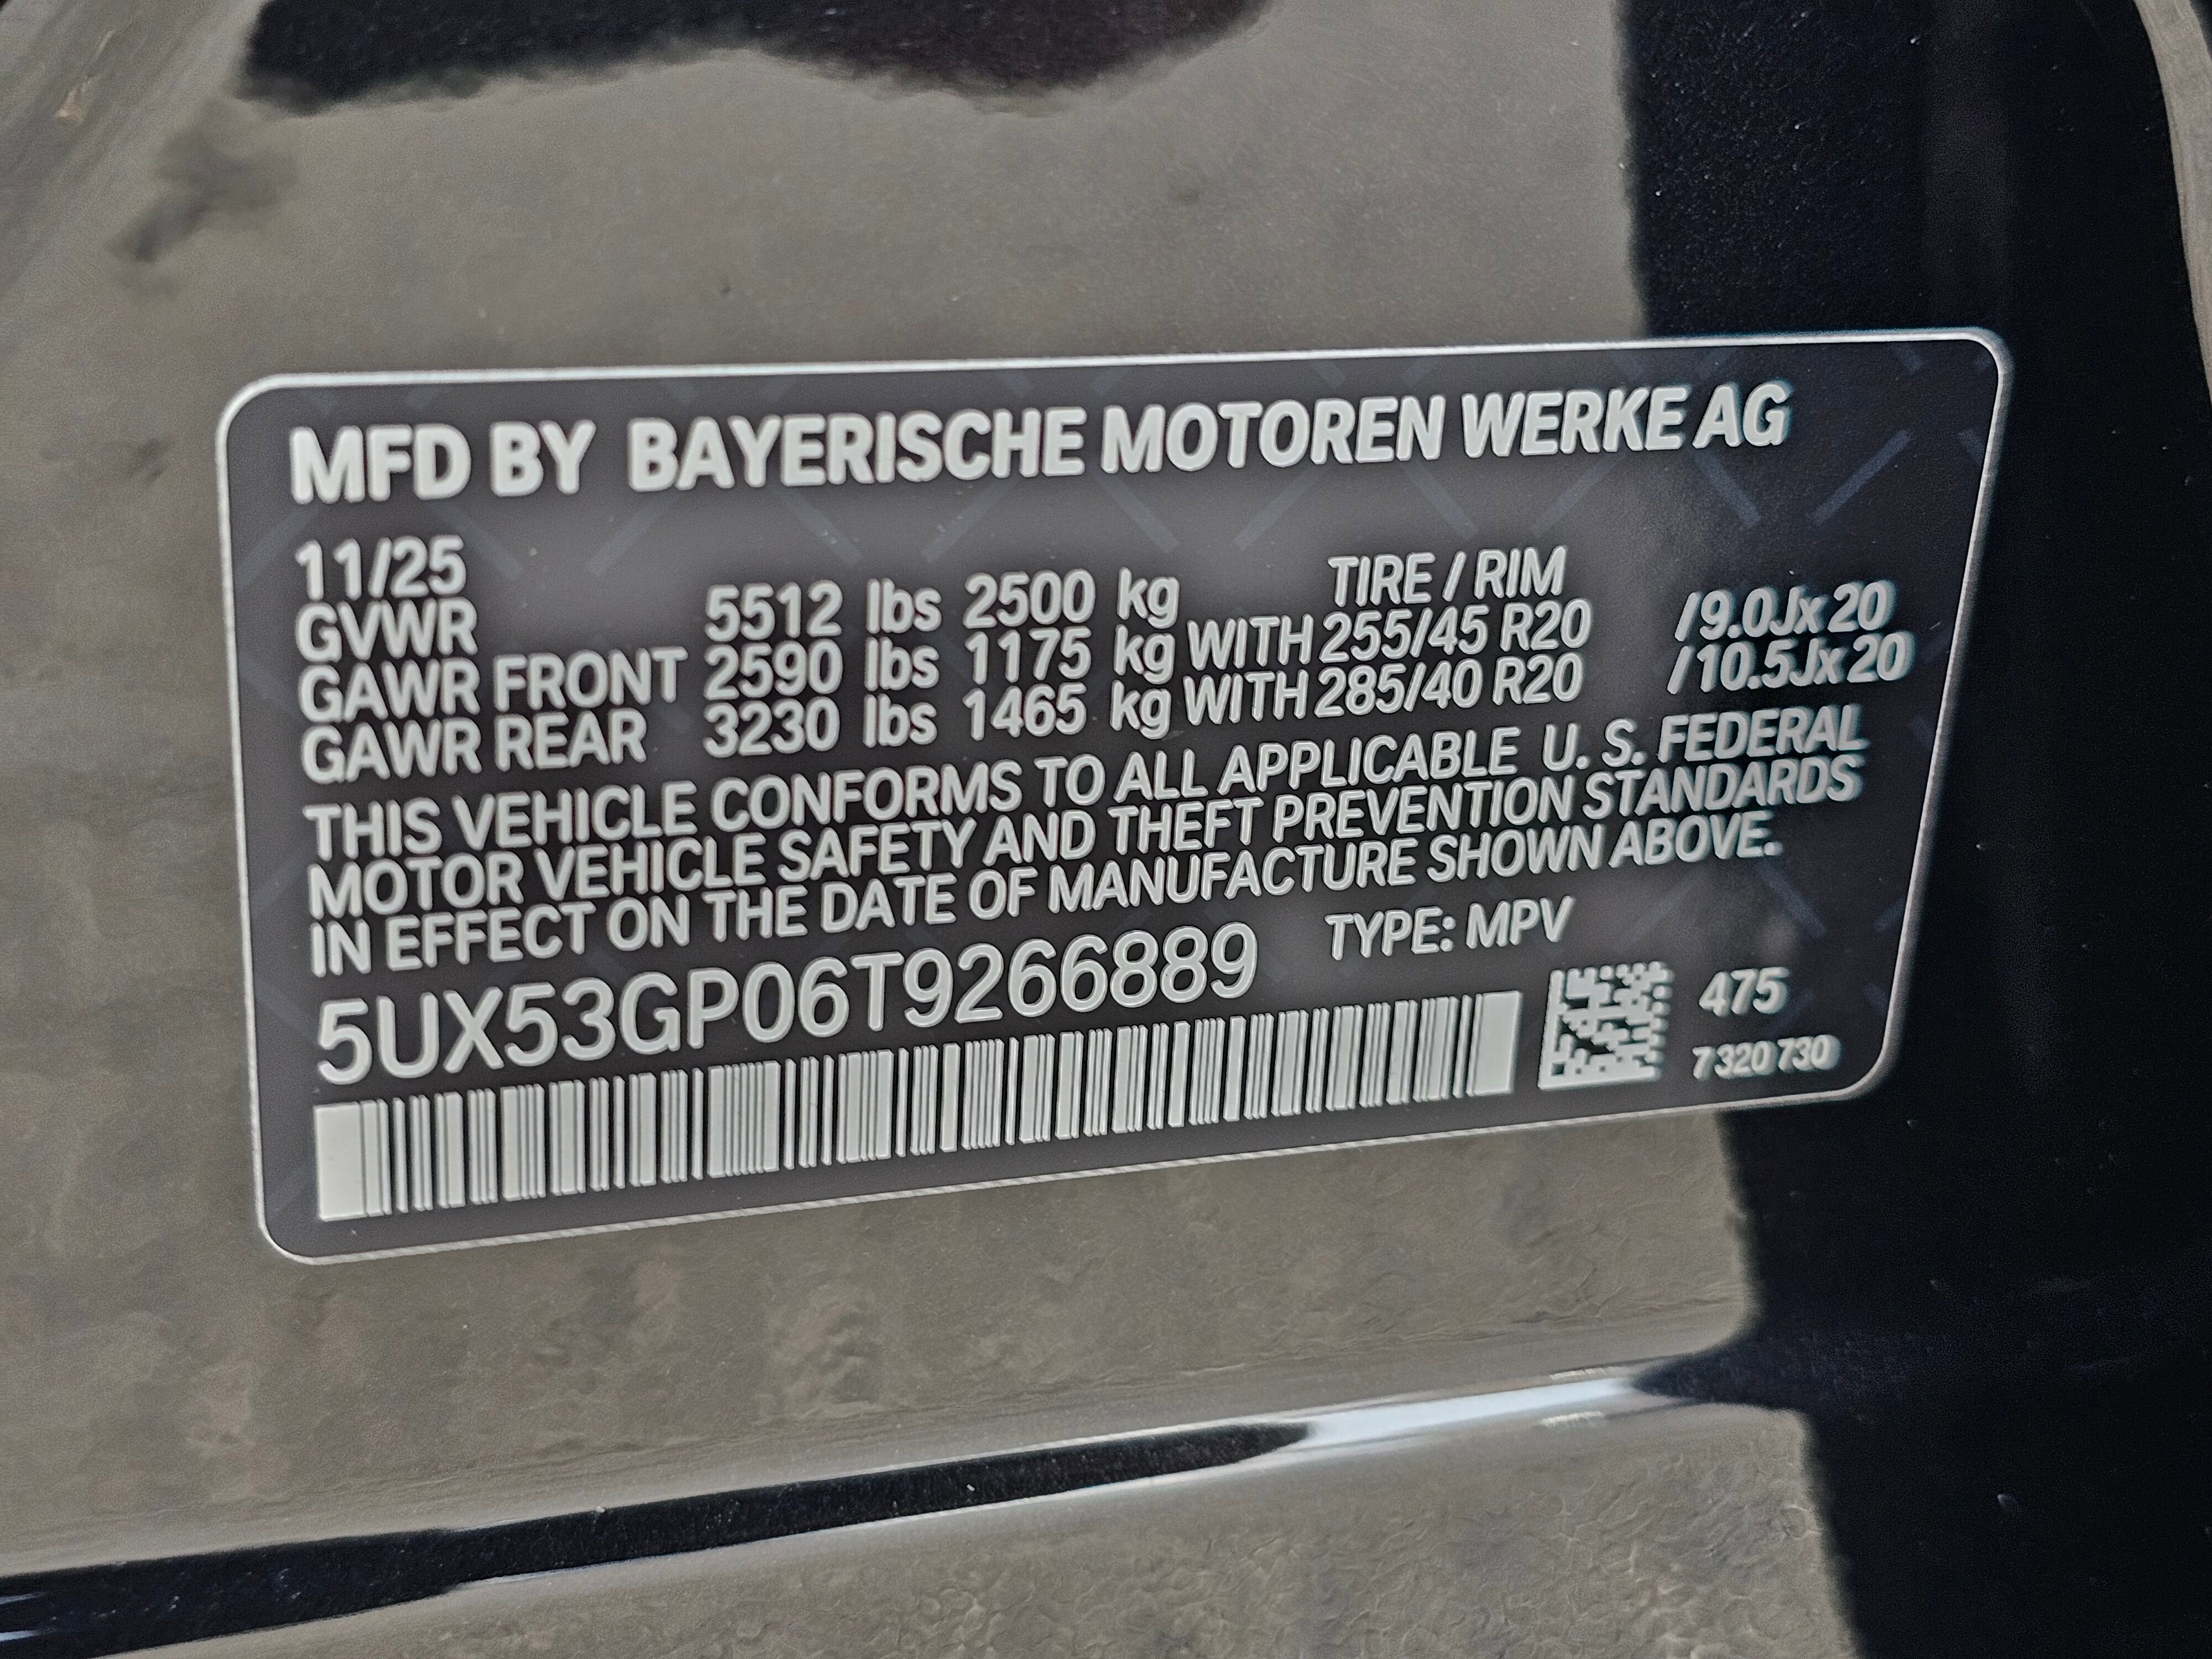 MFD BY BAYERISCHE MOTOREN WERKE AG
11/25 TIRE / RIM
GVWR 5512 lbs 2500 kg
GAWR FRONT 2590 lbs 1175 kg WITH 255/45 R20 /9.0Jx20
GAWR REAR 3230 lbs 1465 kg WITH 285/40 R20 /10.5Jx20
THIS VEHICLE CONFORMS TO ALL APPLICABLE U. S. FEDERAL
MOTOR VEHICLE SAFETY AND THEFT PREVENTION STANDARDS
IN EFFECT ON THE DATE OF MANUFACTURE SHOWN ABOVE.
5UX53GP06T9266889 TYPE: MPV
475
7 320 730